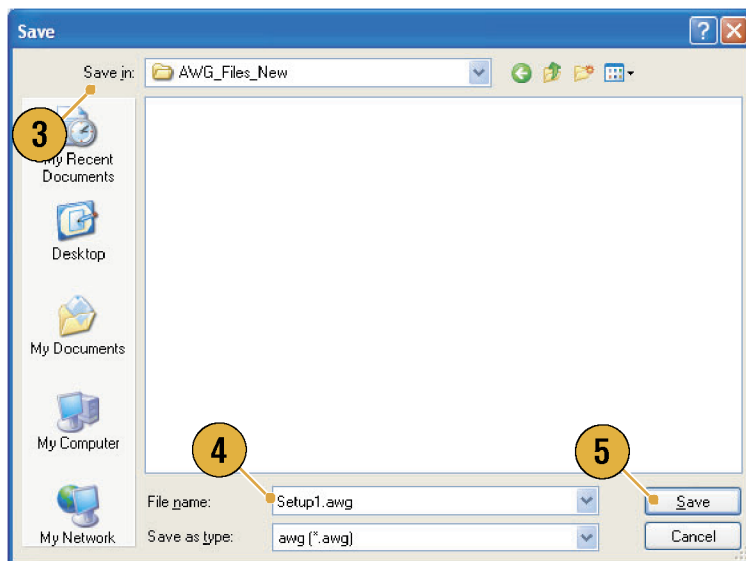 Save
Save in:
AWG_Files_New
3
My Recent
Documents
Desktop
My Documents
My Computer
My Network
4
5
File name:
Setup1.awg
Save
Save as type:
awg (*.awg)
Cancel